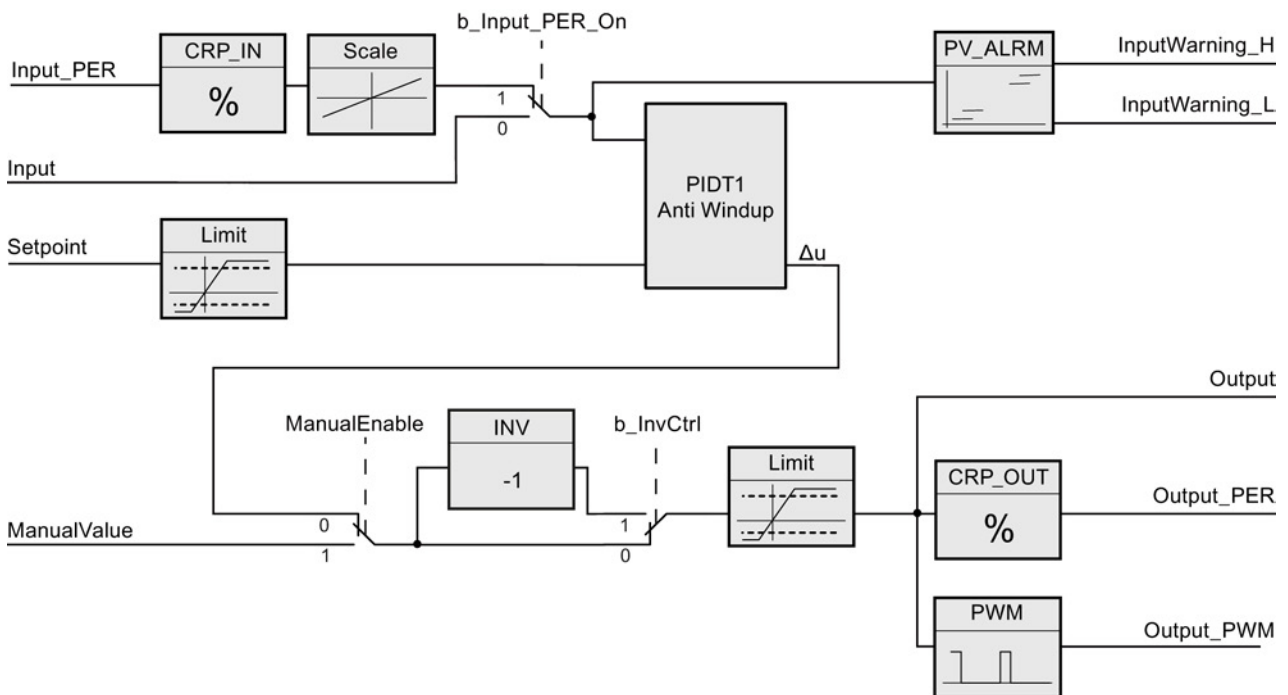 b_Input_PER_On
CRP_IN
Scale
PV_ALRM
InputWarning_H
Input_PER
%
1
0
InputWarning_L
Input
PIDT1
Anti Windup
Limit
Setpoint
Δu
Output
ManualEnable
INV
b_InvCtrl
-1
Limit
CRP_OUT
%
Output_PER
0
1
ManualValue
1
0
PWM
Output_PWM